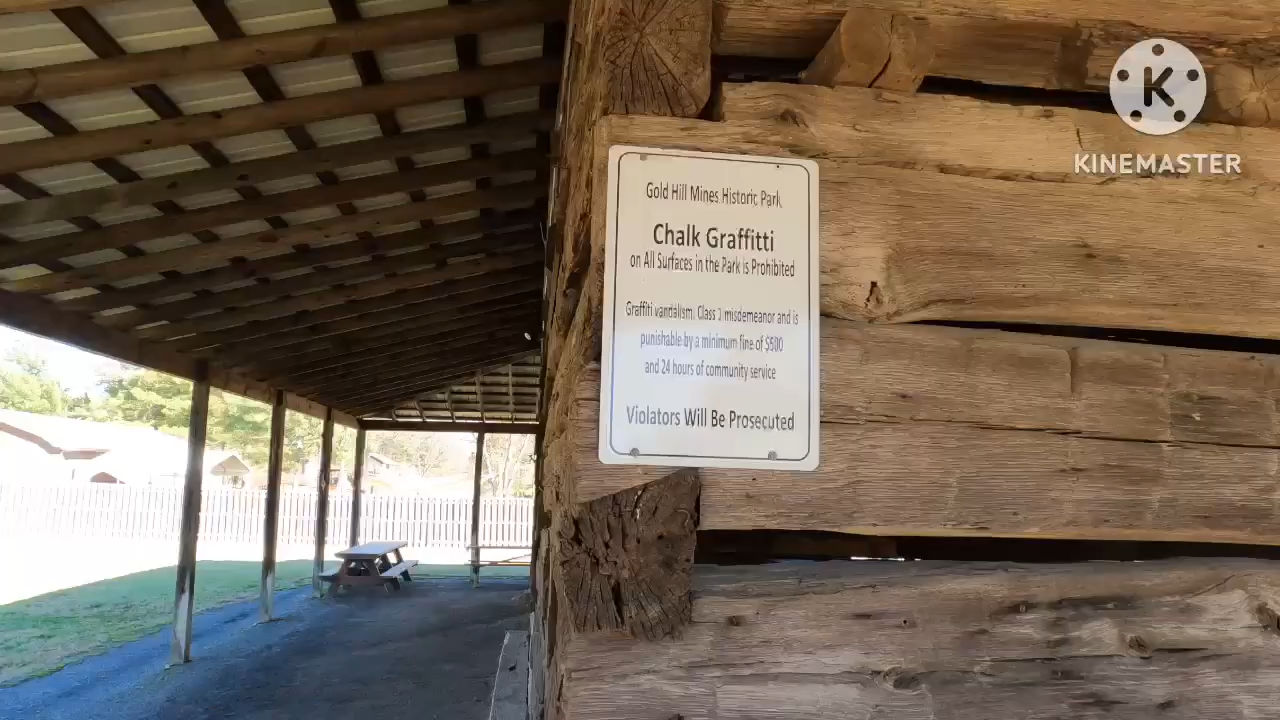 K
KINEMASTER
Gold Hill Mines Historic Park
Chalk Graffitti
on All Surfaces in the Park is Prohibited
Graffiti vandalism. Class 1 misdemeanor and is
punishable by a minimum fine of $500
and 24 hours of community service
Violators Will Be Prosecuted